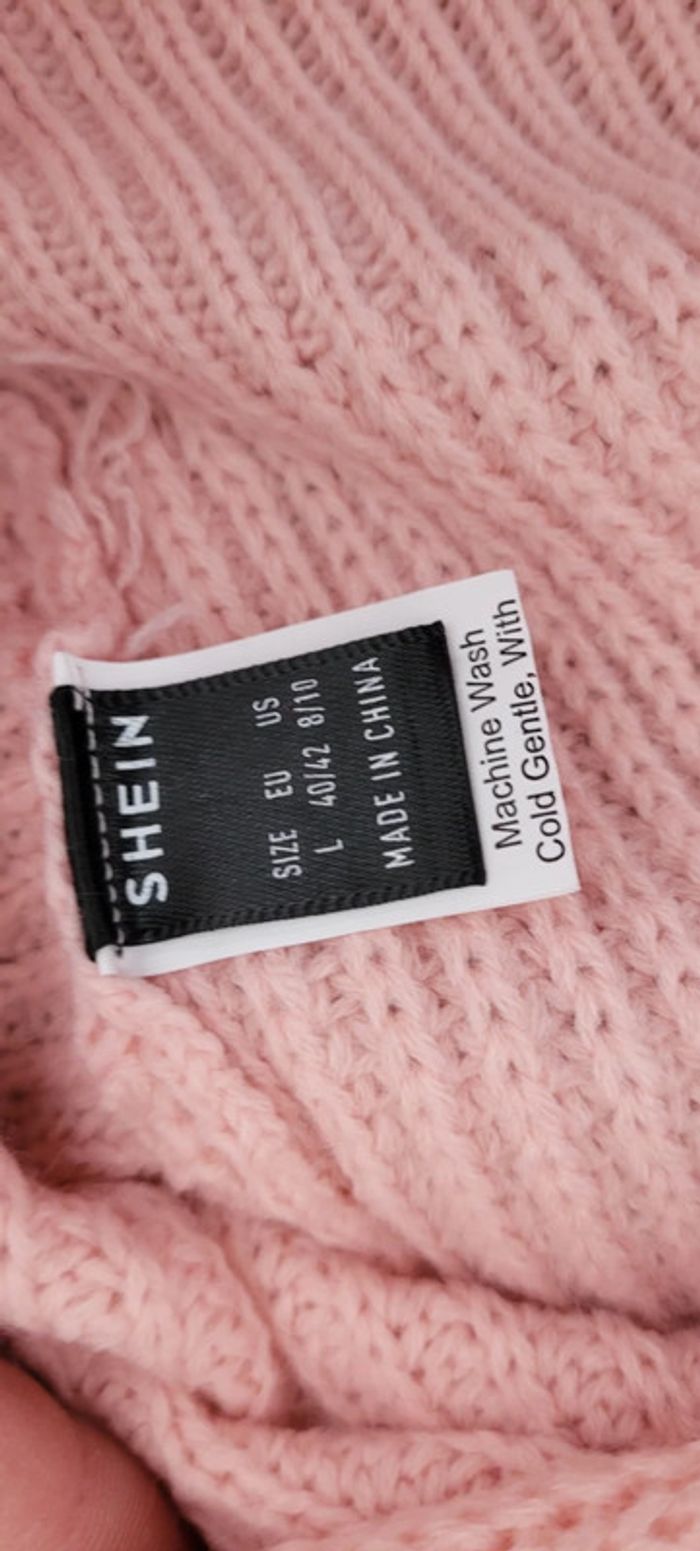 SHEIN
SIZE EU US
L 40/42 8/10
MADE IN CHINA
Machine Wash
Cold Gentle, With